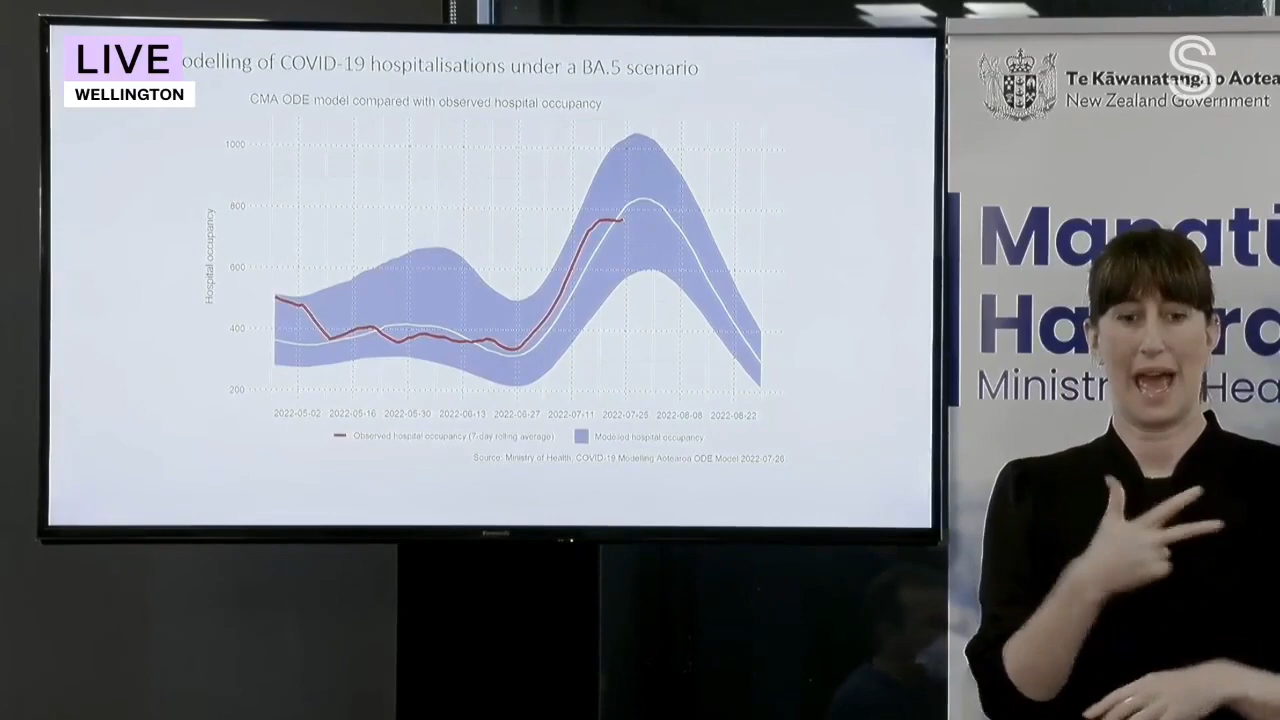 LIVE
WELLINGTON
odelling of COVID-19 hospitalisations under a BA.5 scenario
CMA ODE model compared with observed hospital occupancy
1000
800
600
400
200
Hospital occupancy
2022-05-02 2022-05-16 2022-05-30 2022-06-13 2022-06-27 2022-07-11 2022-07-25 2022-08-08 2022-08-22
Observed hospital occupancy (7-day rolling average) Modelled hospital occupancy
Source: Ministry of Health, COVID-19 Modelling Aotearoa ODE Model 2022-07-26
Panasonic
S
Te Kāwanatanga o Aotea
New Zealand Government
Manatū
Ha ora
Ministr Hea